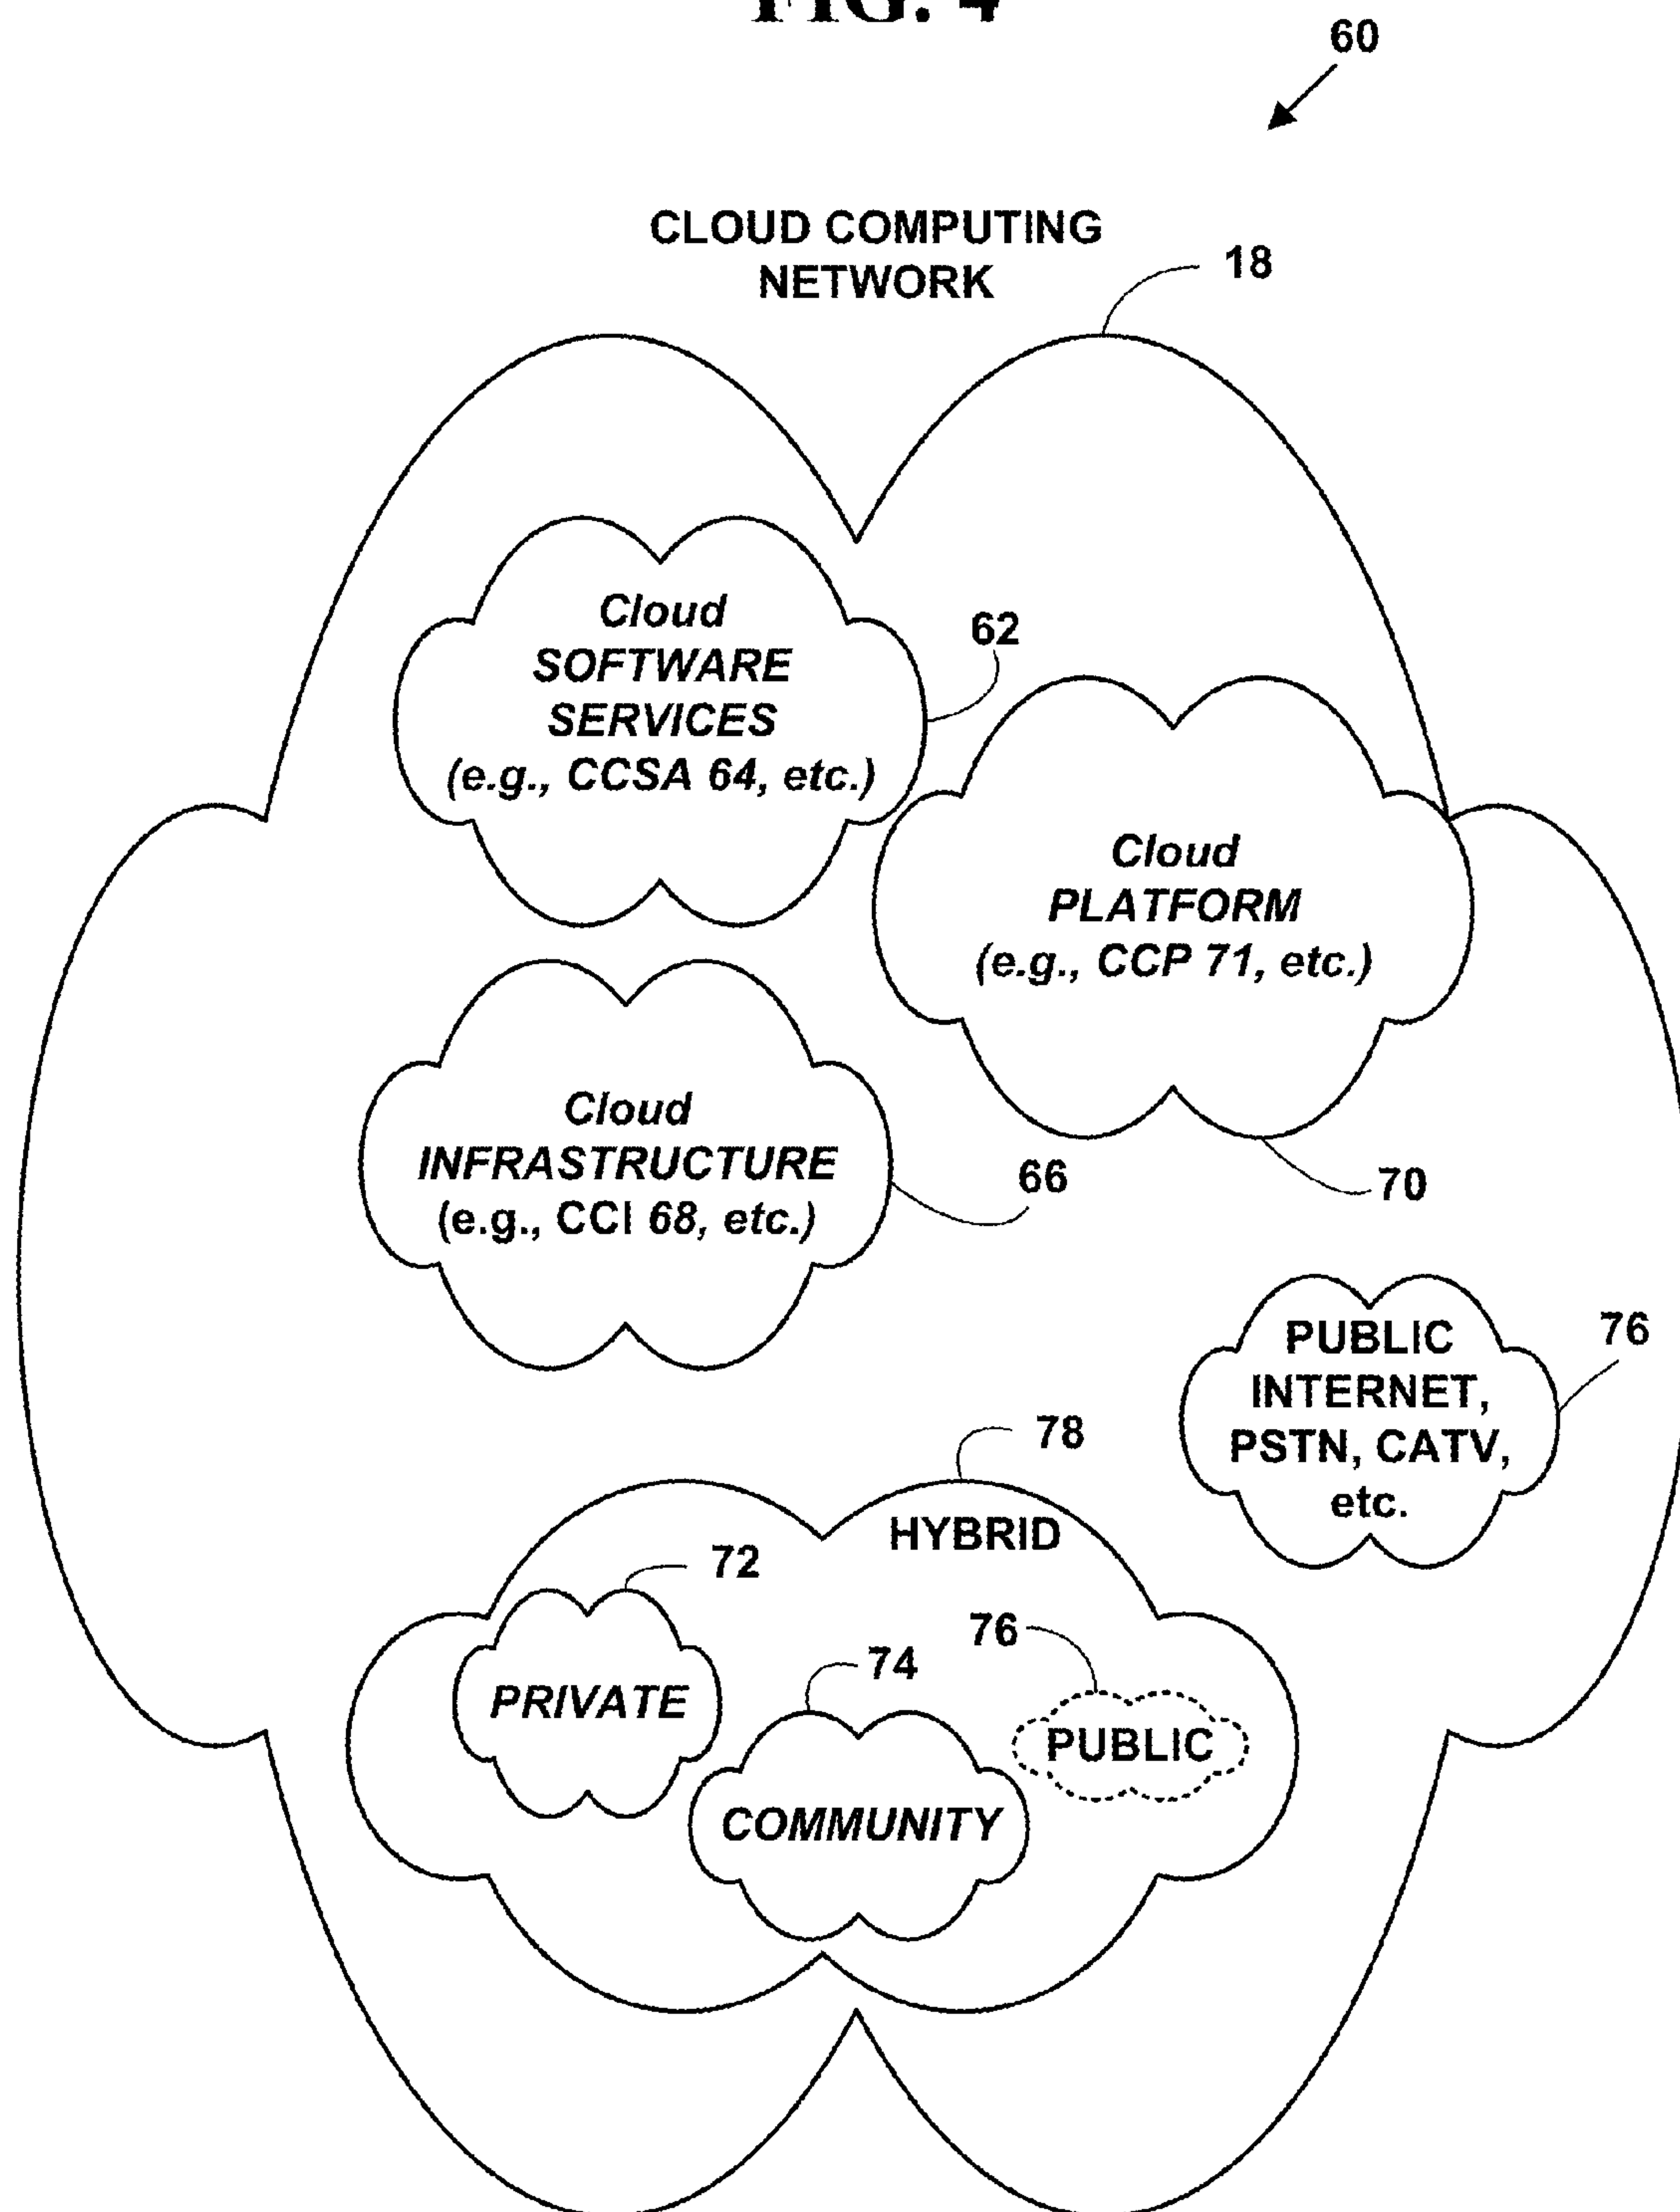 FIG. 4
60
CLOUD COMPUTING
NETWORK
18
Cloud
SOFTWARE
SERVICES
(e.g., CCSA 64, etc.)
62
Cloud
PLATFORM
(e.g., CCP 71, etc.)
70
Cloud
INFRASTRUCTURE
(e.g., CCI 68, etc.)
66
PUBLIC
INTERNET,
PSTN, CATV,
etc.
76
78
HYBRID
72
PRIVATE
74
COMMUNITY
76
PUBLIC